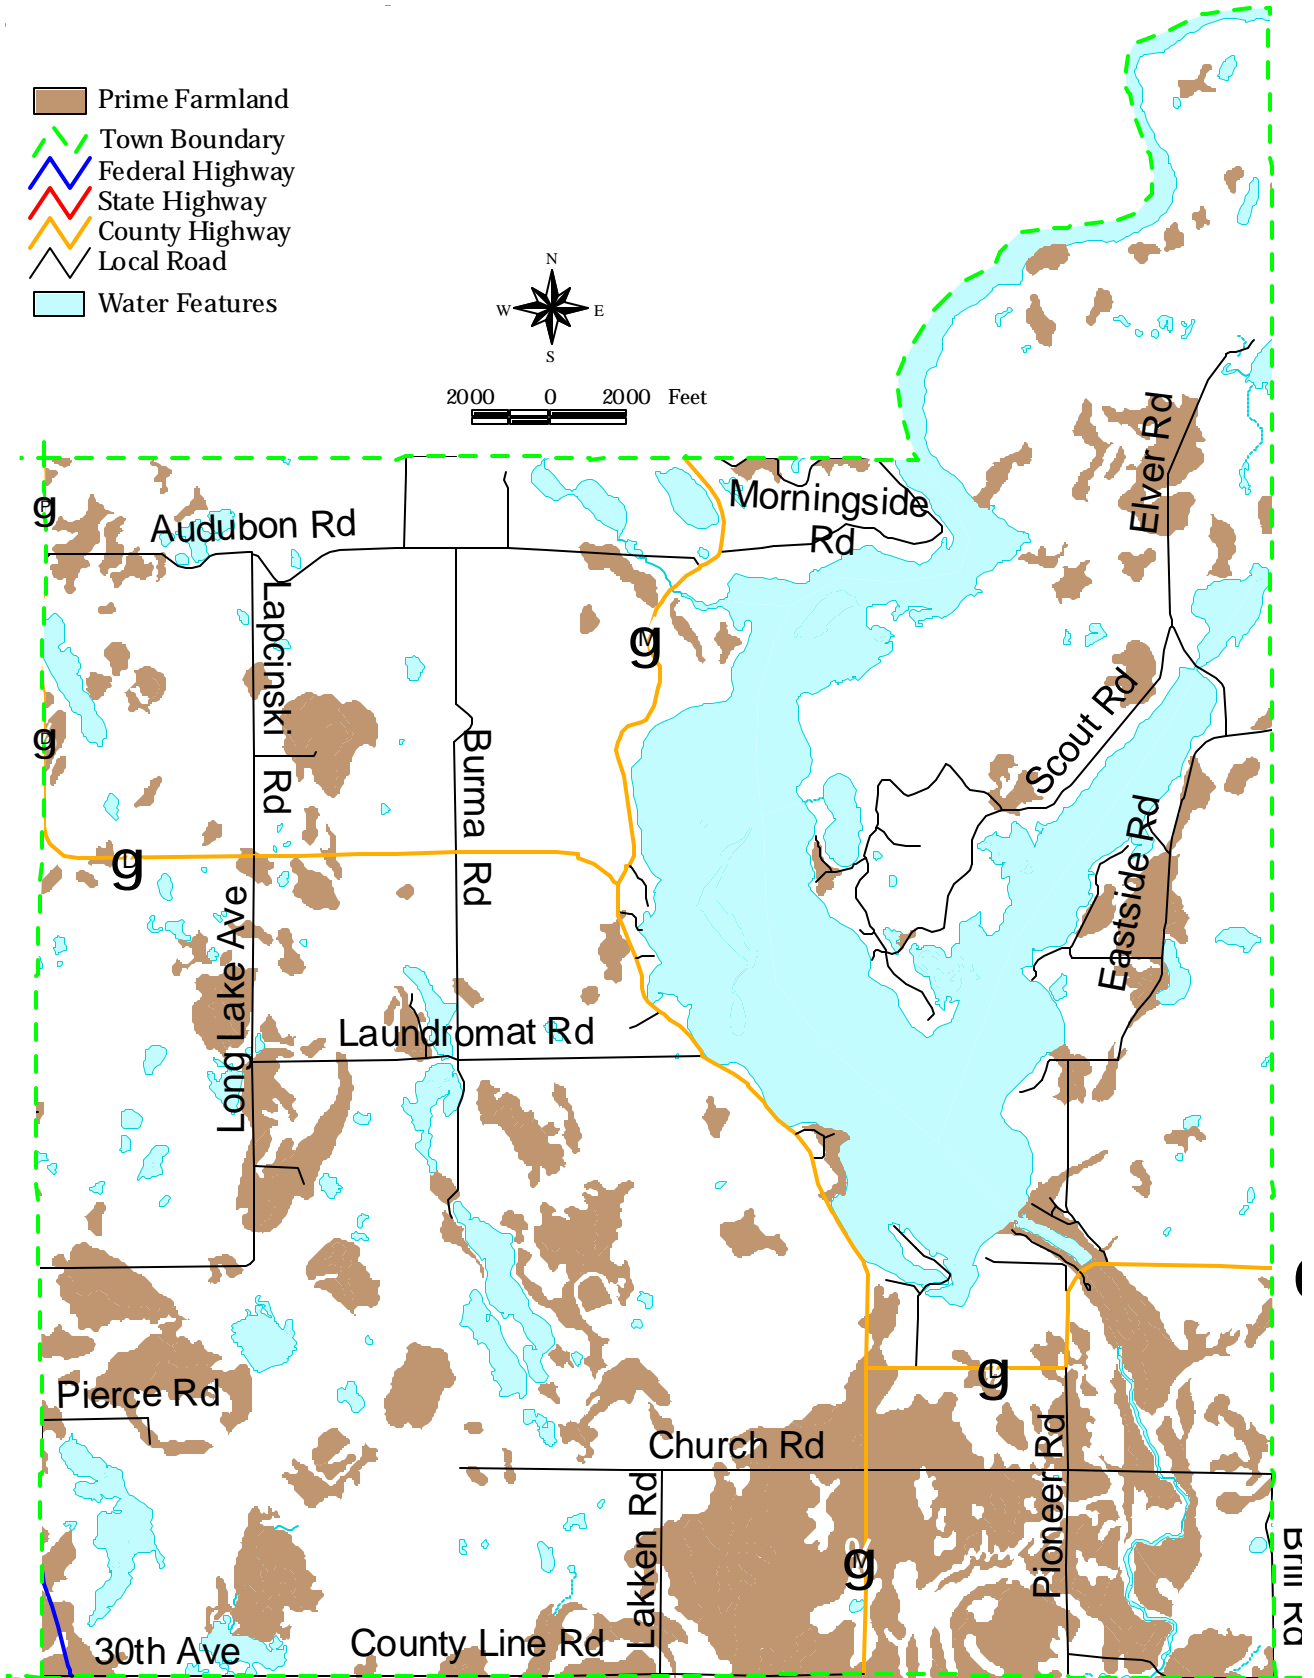 Prime Farmland
Town Boundary
Federal Highway
State Highway
County Highway
Local Road
Water Features
N
W E
S
2000 0 2000 Feet
g
Audubon Rd
Morningside
Rd
Elver Rd
Lapcinski
Rd
g
M
Scout Rd
g
Burma Rd
g
Eastside Rd
Long Lake Ave
Laundromat Rd
g
Pierce Rd
Church Rd
Pioneer Rd
Lakken Rd
g
M
Brill Rd
30th Ave
County Line Rd